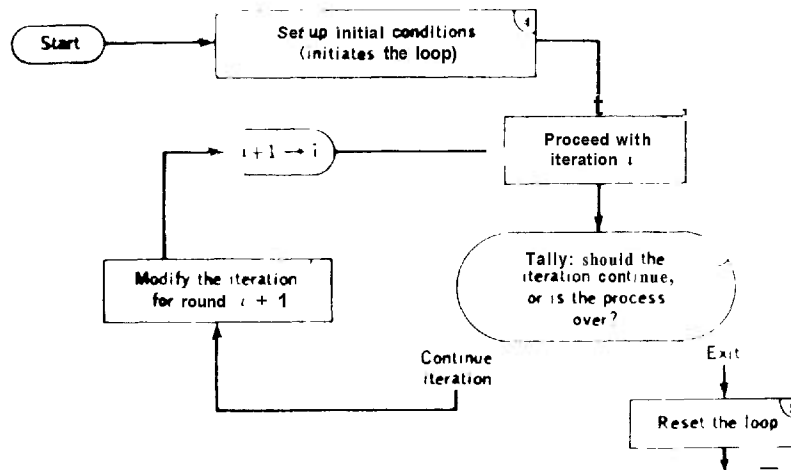 Start
Set up initial conditions
(initiates the loop)
Proceed with
iteration i
i+1 → i
Tally: should the
iteration continue,
or is the process
over?
Modify the iteration
for round i + 1
Continue
iteration
Exit
Reset the loop